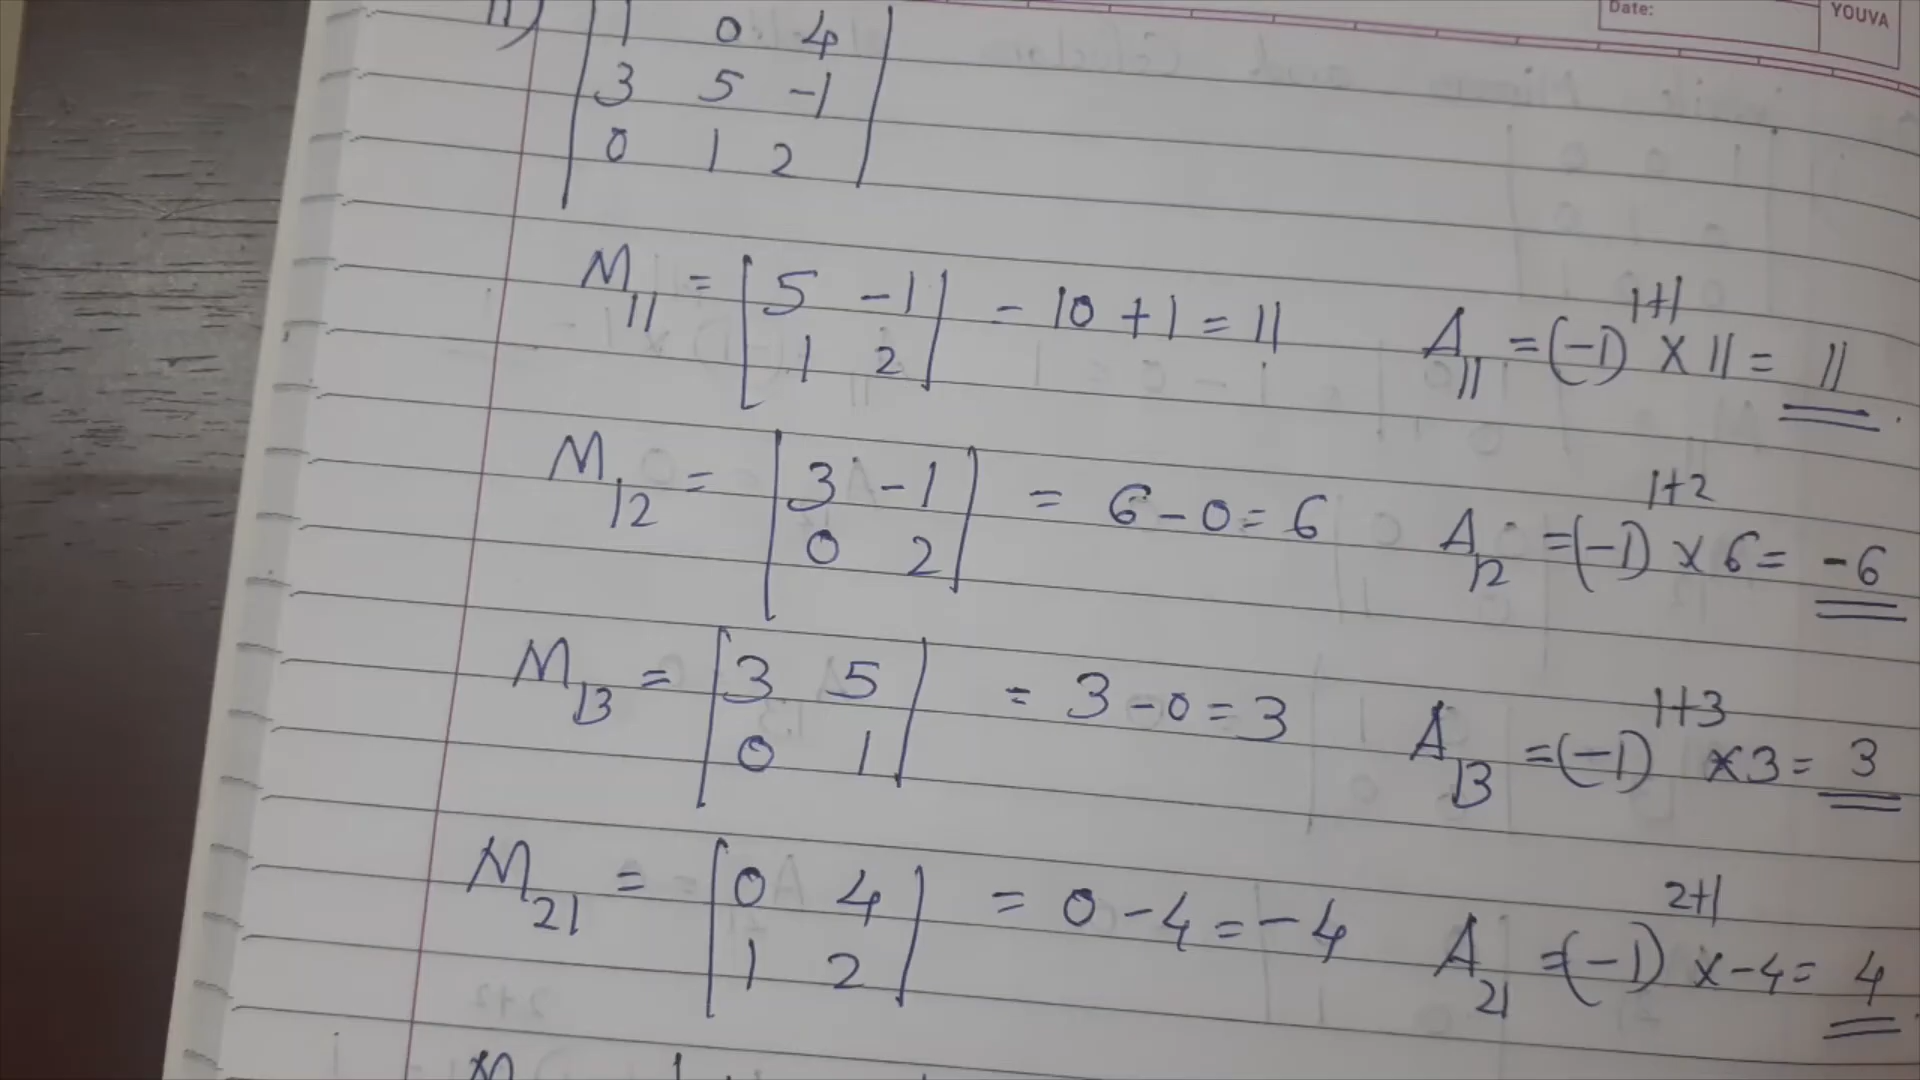 Date:
YOUVA
ii) | 1 0 4 |
| 3 5 -1 |
| 0 1 2 |
M11 = | 5 -1 | - 10 + 1 = 11 A11 = (-1)^1+1 × 11 = 11
| 1 2 |
M12 = | 3 -1 | = 6 - 0 = 6 A12 = (-1)^1+2 × 6 = -6
| 0 2 |
M13 = | 3 5 | = 3 - 0 = 3 A13 = (-1)^1+3 × 3 = 3
| 0 1 |
M21 = | 0 4 | = 0 - 4 = -4 A21 = (-1)^2+1 × -4 = 4
| 1 2 |
M